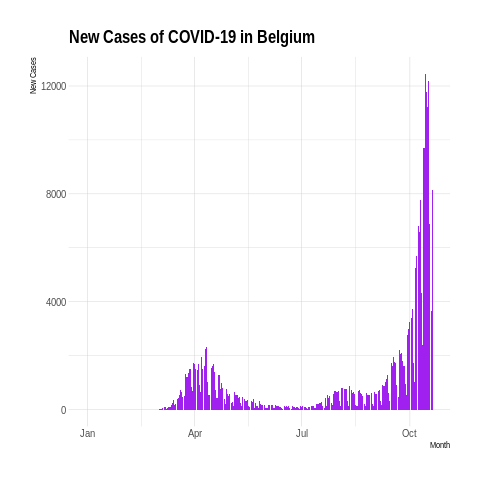 New Cases of COVID-19 in Belgium
New Cases
12000
8000
4000
0
Jan Apr Jul Oct
Month